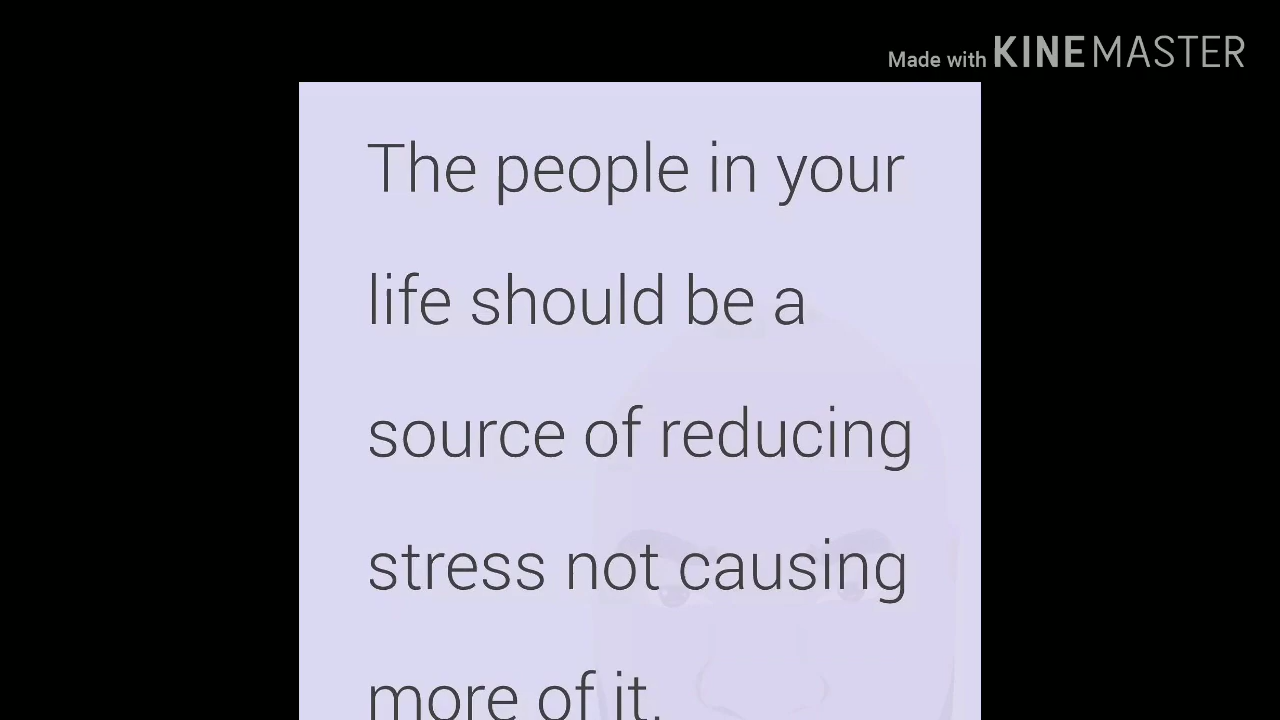 Made with KINEMASTER
The people in your
life should be a
source of reducing
stress not causing
more of it.